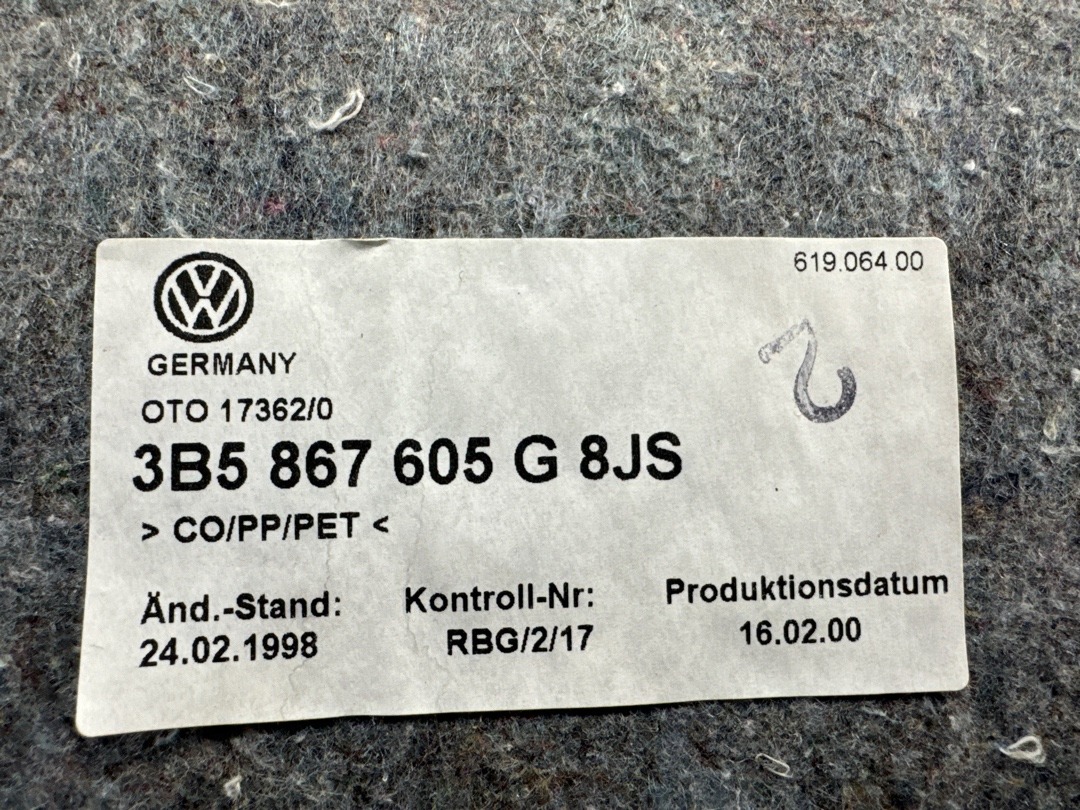 619.064.00
GERMANY
OTO 17362/0
3B5 867 605 G 8JS
> CO/PP/PET <
Änd.-Stand: Kontroll-Nr: Produktionsdatum
24.02.1998 RBG/2/17 16.02.00